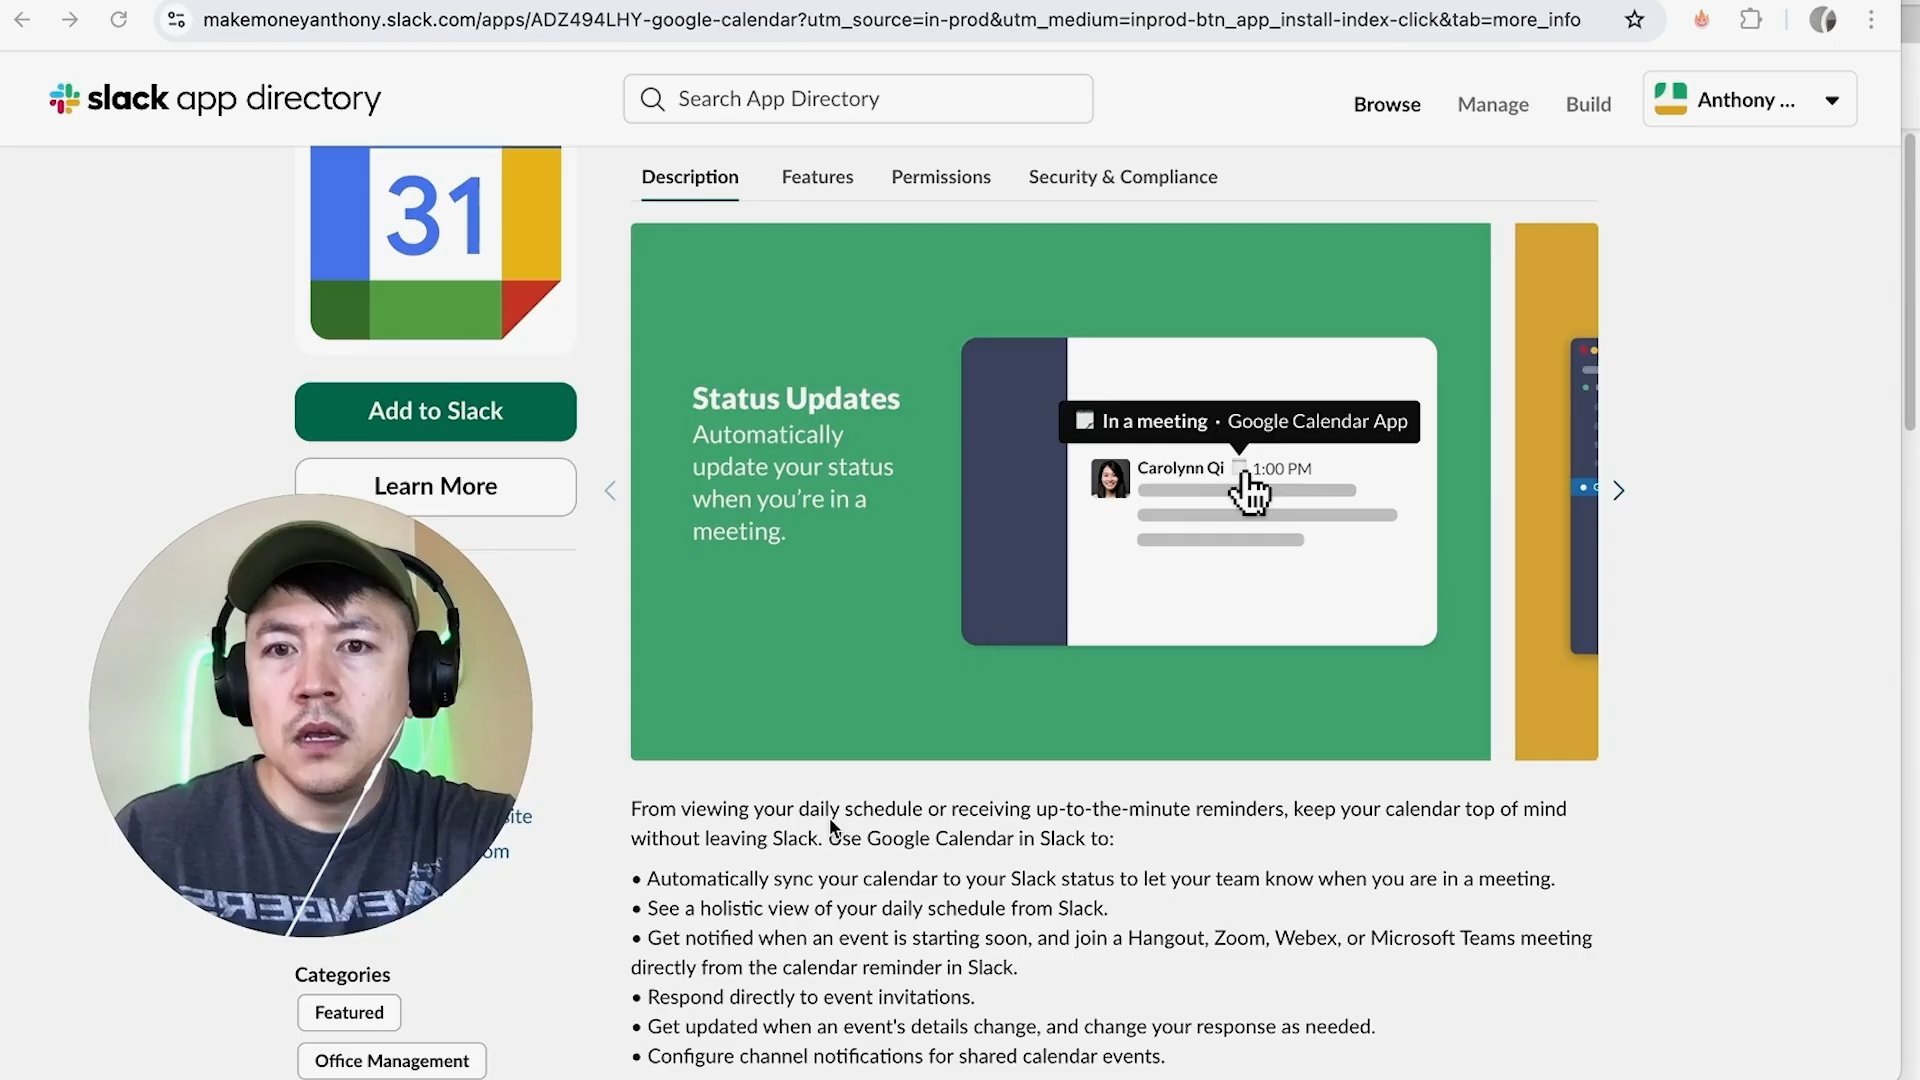 makemoneyanthony.slack.com/apps/ADZ494LHY-google-calendar?utm_source=in-prod&utm_medium=inprod-btn_app_install-index-click&tab=more_info
slack app directory
Search App Directory
Browse
Manage
Build
Anthony ...
31
Description
Features
Permissions
Security & Compliance
Add to Slack
Learn More
Status Updates
Automatically
update your status
when you’re in a
meeting.
In a meeting · Google Calendar App
Carolynn Qi 1:00 PM
ite
om
From viewing your daily schedule or receiving up-to-the-minute reminders, keep your calendar top of mind
without leaving Slack. Use Google Calendar in Slack to:
• Automatically sync your calendar to your Slack status to let your team know when you are in a meeting.
• See a holistic view of your daily schedule from Slack.
• Get notified when an event is starting soon, and join a Hangout, Zoom, Webex, or Microsoft Teams meeting
directly from the calendar reminder in Slack.
• Respond directly to event invitations.
• Get updated when an event's details change, and change your response as needed.
• Configure channel notifications for shared calendar events.
Categories
Featured
Office Management